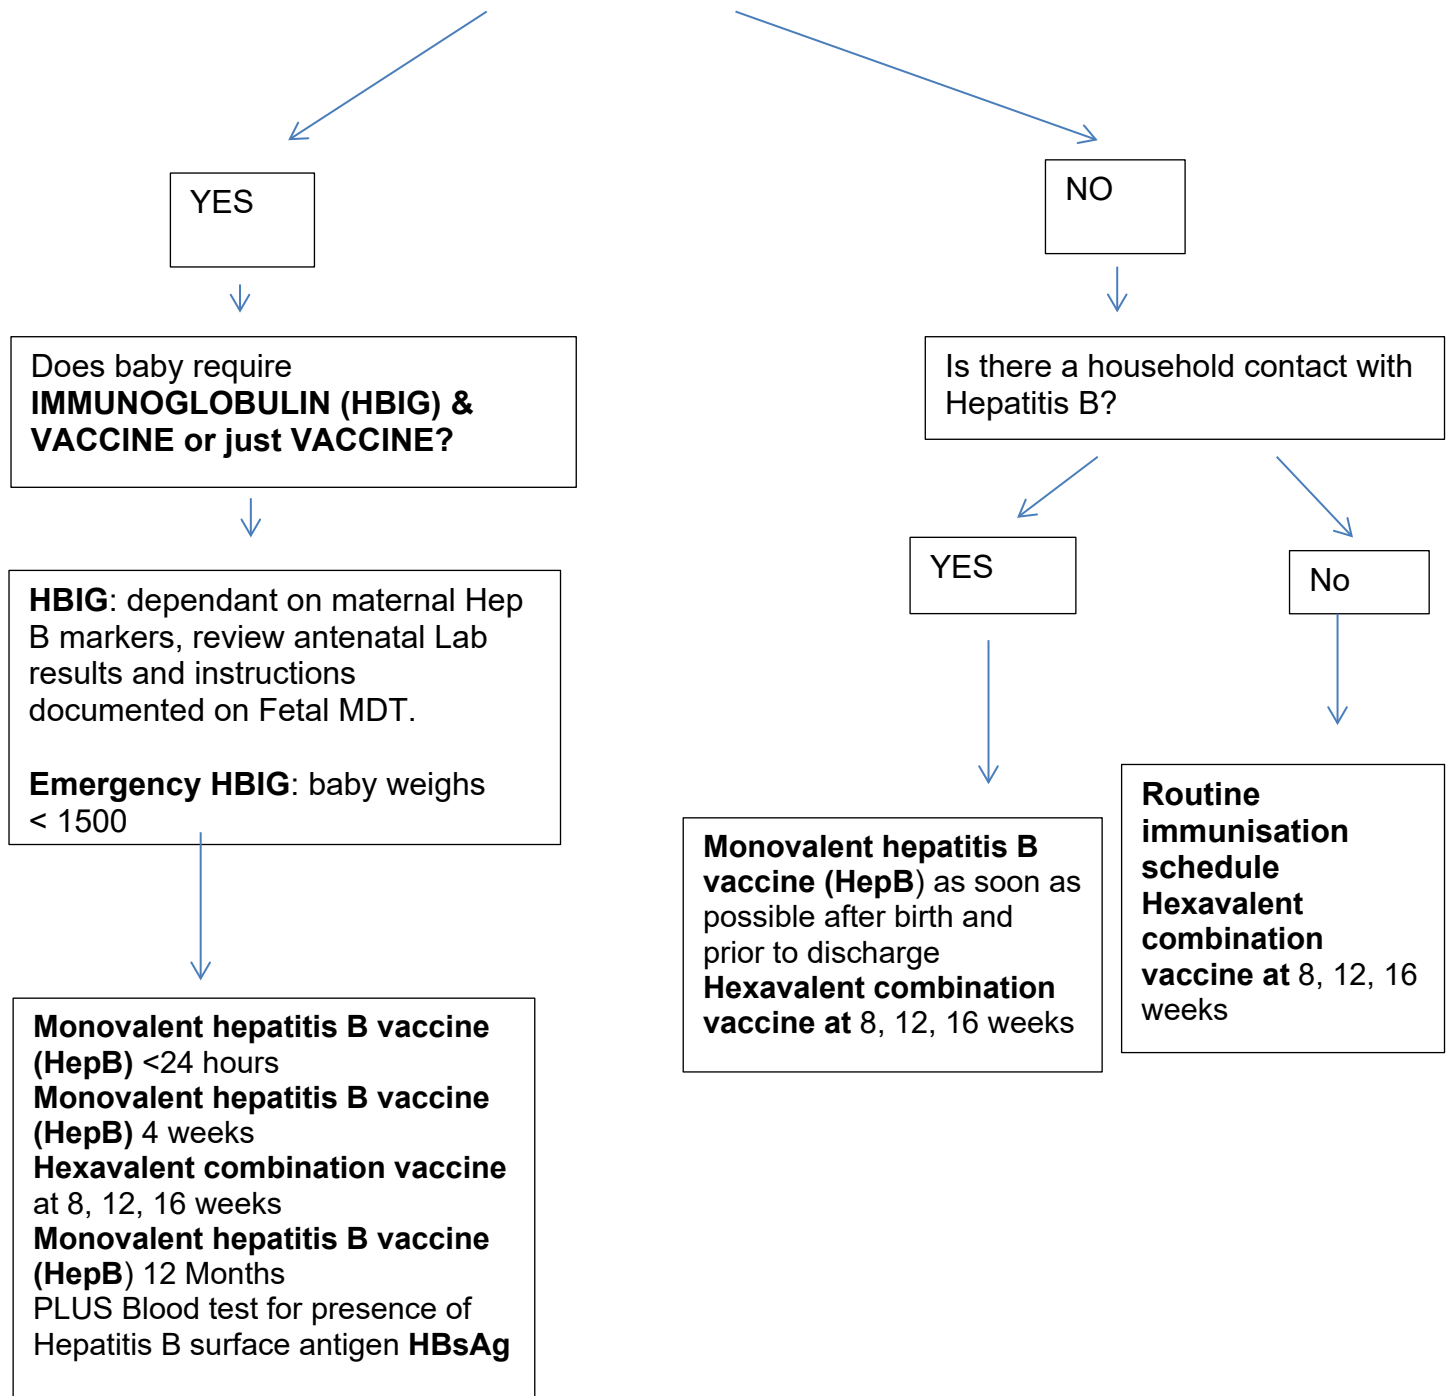 YES
NO
Does baby require
IMMUNOGLOBULIN (HBIG) &
VACCINE or just VACCINE?
Is there a household contact with
Hepatitis B?
YES
No
HBIG: dependant on maternal Hep
B markers, review antenatal Lab
results and instructions
documented on Fetal MDT.
Emergency HBIG: baby weighs
< 1500
Monovalent hepatitis B
vaccine (HepB) as soon as
possible after birth and
prior to discharge
Hexavalent combination
vaccine at 8, 12, 16 weeks
Routine
immunisation
schedule
Hexavalent
combination
vaccine at 8, 12, 16
weeks
Monovalent hepatitis B vaccine
(HepB) <24 hours
Monovalent hepatitis B vaccine
(HepB) 4 weeks
Hexavalent combination vaccine
at 8, 12, 16 weeks
Monovalent hepatitis B vaccine
(HepB) 12 Months
PLUS Blood test for presence of
Hepatitis B surface antigen HBsAg